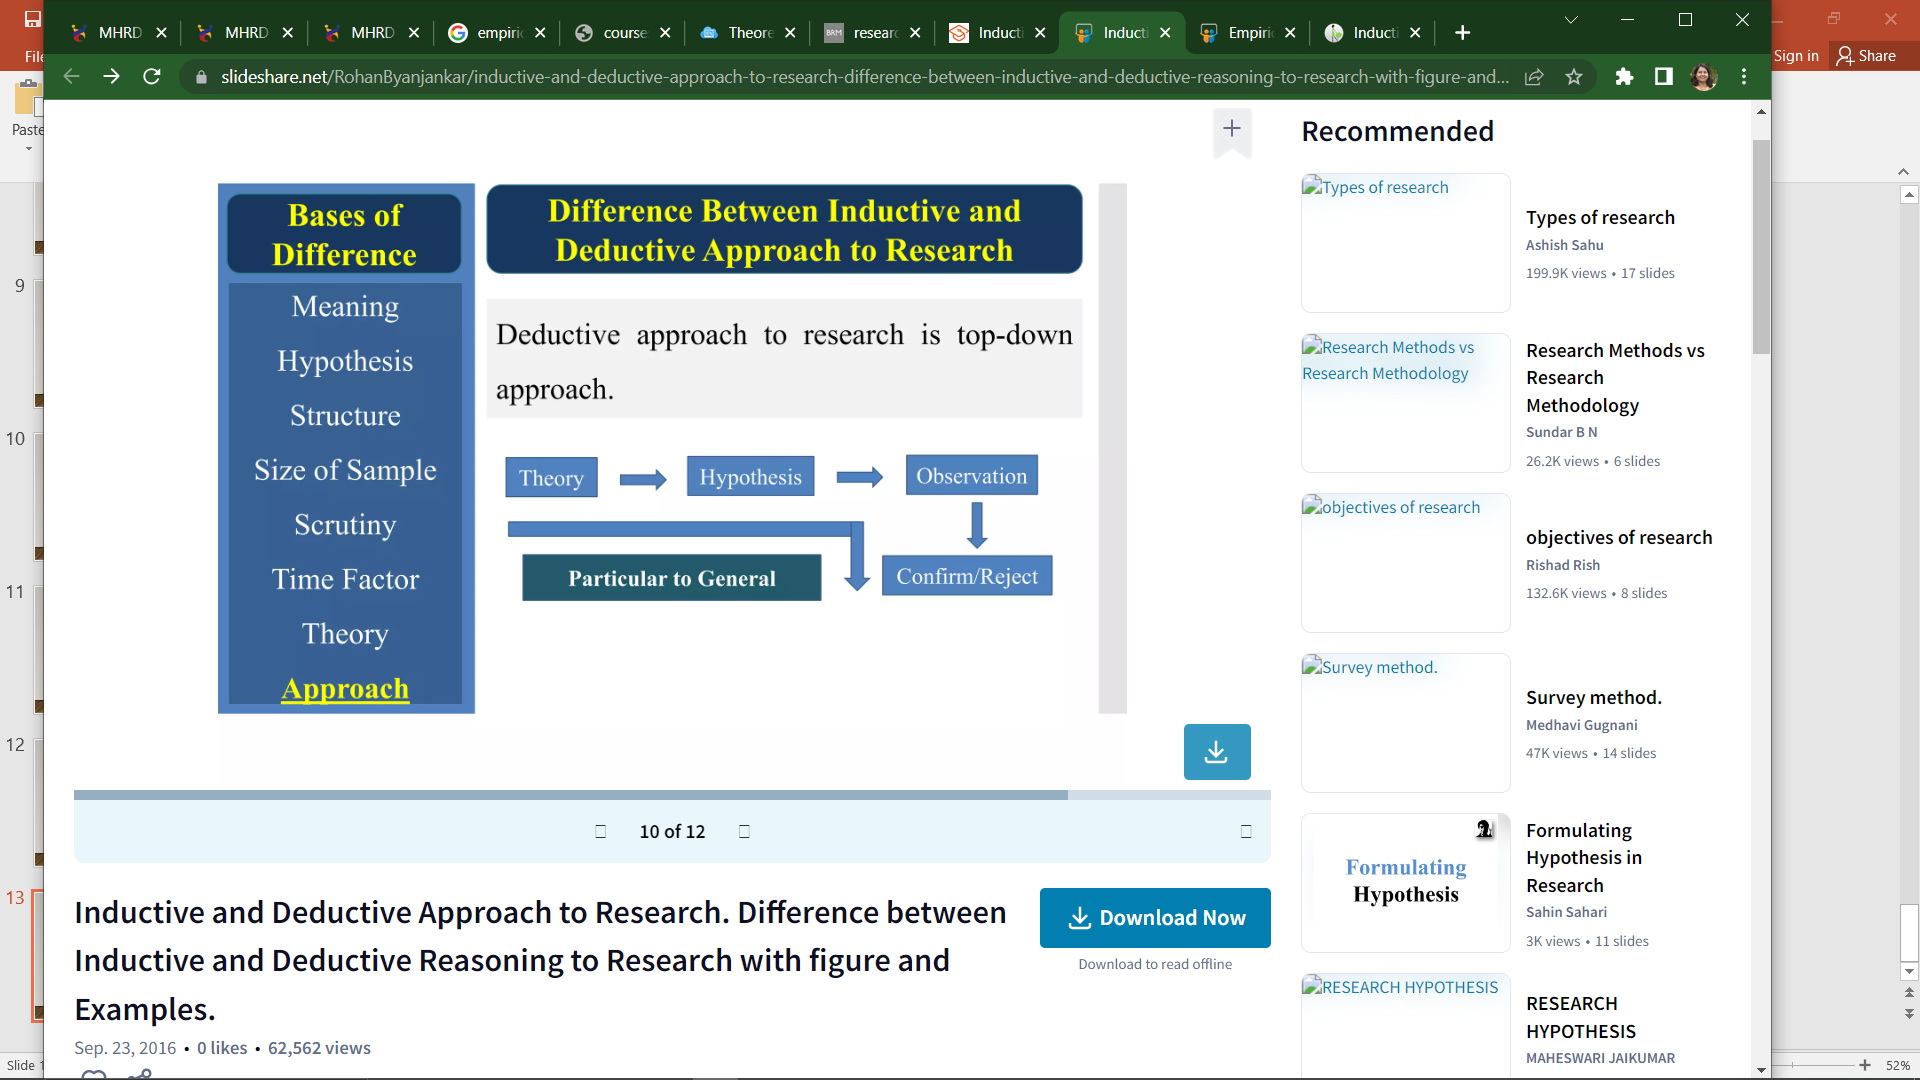 MHRD
MHRD
MHRD
empiric
course
Theore
researc
Inducti
Inducti
Empiric
Inducti
Sign in
Share
File
slideshare.net/RohanByanjankar/inductive-and-deductive-approach-to-research-difference-between-inductive-and-deductive-reasoning-to-research-with-figure-and...
Paste
9
10
11
12
13
Bases of
Difference
Meaning
Hypothesis
Structure
Size of Sample
Scrutiny
Time Factor
Theory
Approach
Difference Between Inductive and
Deductive Approach to Research
Deductive approach to research is top-down
approach.
Theory
Hypothesis
Observation
Particular to General
Confirm/Reject
10 of 12
Inductive and Deductive Approach to Research. Difference between
Inductive and Deductive Reasoning to Research with figure and
Examples.
Sep. 23, 2016 • 0 likes • 62,562 views
Download Now
Download to read offline
Recommended
Types of research
Types of research
Ashish Sahu
199.9K views • 17 slides
Research Methods vs
Research Methodology
Research Methods vs
Research
Methodology
Sundar B N
26.2K views • 6 slides
objectives of research
objectives of research
Rishad Rish
132.6K views • 8 slides
Survey method.
Survey method.
Medhavi Gugnani
47K views • 14 slides
Formulating
Hypothesis
Formulating
Hypothesis in
Research
Sahin Sahari
3K views • 11 slides
RESEARCH HYPOTHESIS
RESEARCH
HYPOTHESIS
MAHESWARI JAIKUMAR
Slide 1
52%